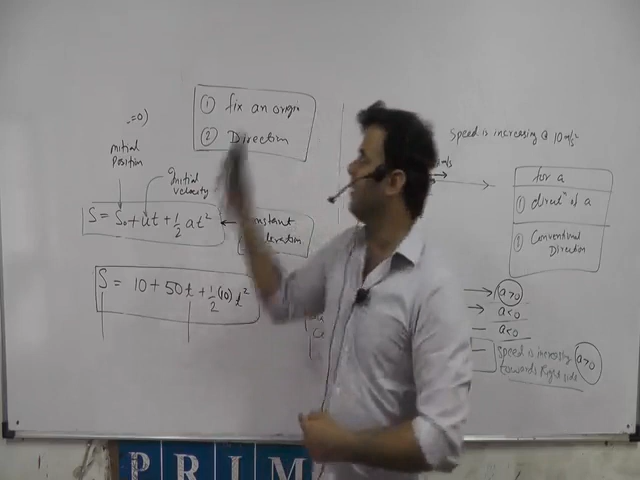 ① fix an origin
② Direction
=0)
Initial
Position
Initial
velocity
S = S₀ + ut + 1/2 at²
Constant
S = 10 + 50t + 1/2 (10) t²
Speed is increasing @ 10 m/s²
m/s
for a
① directⁿ of a
① Conventional
Direction
a>0
a<0
a<0
Speed is increasing
towards Right side
a>0
PRIM